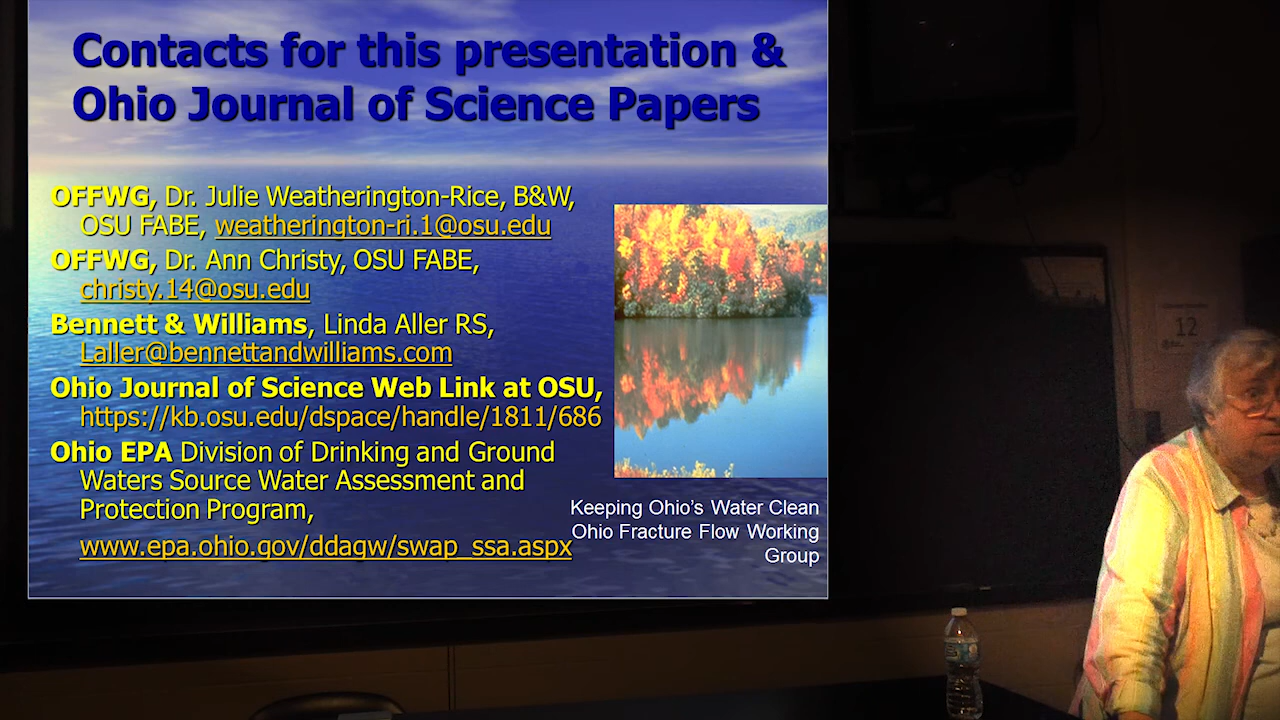 Contacts for this presentation &
Ohio Journal of Science Papers
OFFWG, Dr. Julie Weatherington-Rice, B&W,
OSU FABE, weatherington-ri.1@osu.edu
OFFWG, Dr. Ann Christy, OSU FABE,
christy.14@osu.edu
Bennett & Williams, Linda Aller RS,
Laller@bennettandwilliams.com
Ohio Journal of Science Web Link at OSU,
https://kb.osu.edu/dspace/handle/1811/686
Ohio EPA Division of Drinking and Ground
Waters Source Water Assessment and
Protection Program,
www.epa.ohio.gov/ddagw/swap_ssa.aspx
Keeping Ohio's Water Clean
Ohio Fracture Flow Working
Group
12